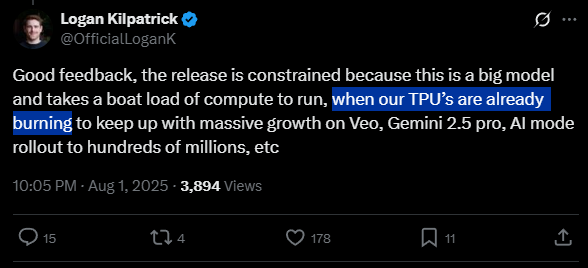 Logan Kilpatrick
@OfficialLoganK
Good feedback, the release is constrained because this is a big model
and takes a boat load of compute to run, when our TPU's are already
burning to keep up with massive growth on Veo, Gemini 2.5 pro, AI mode
rollout to hundreds of millions, etc
10:05 PM · Aug 1, 2025 · 3,894 Views
15 4 178 11